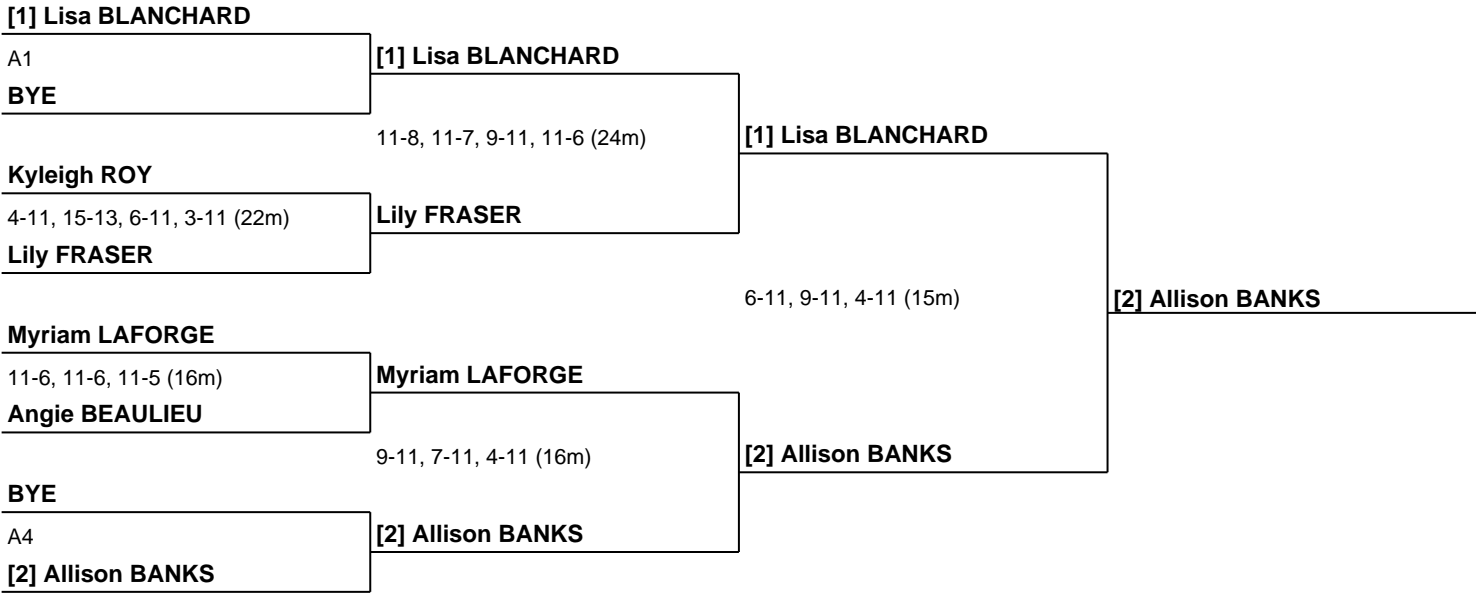 [1] Lisa BLANCHARD
A1
BYE
[1] Lisa BLANCHARD
11-8, 11-7, 9-11, 11-6 (24m)
[1] Lisa BLANCHARD
Kyleigh ROY
4-11, 15-13, 6-11, 3-11 (22m)
Lily FRASER
Lily FRASER
6-11, 9-11, 4-11 (15m)
[2] Allison BANKS
Myriam LAFORGE
11-6, 11-6, 11-5 (16m)
Angie BEAULIEU
Myriam LAFORGE
9-11, 7-11, 4-11 (16m)
[2] Allison BANKS
BYE
A4
[2] Allison BANKS
[2] Allison BANKS